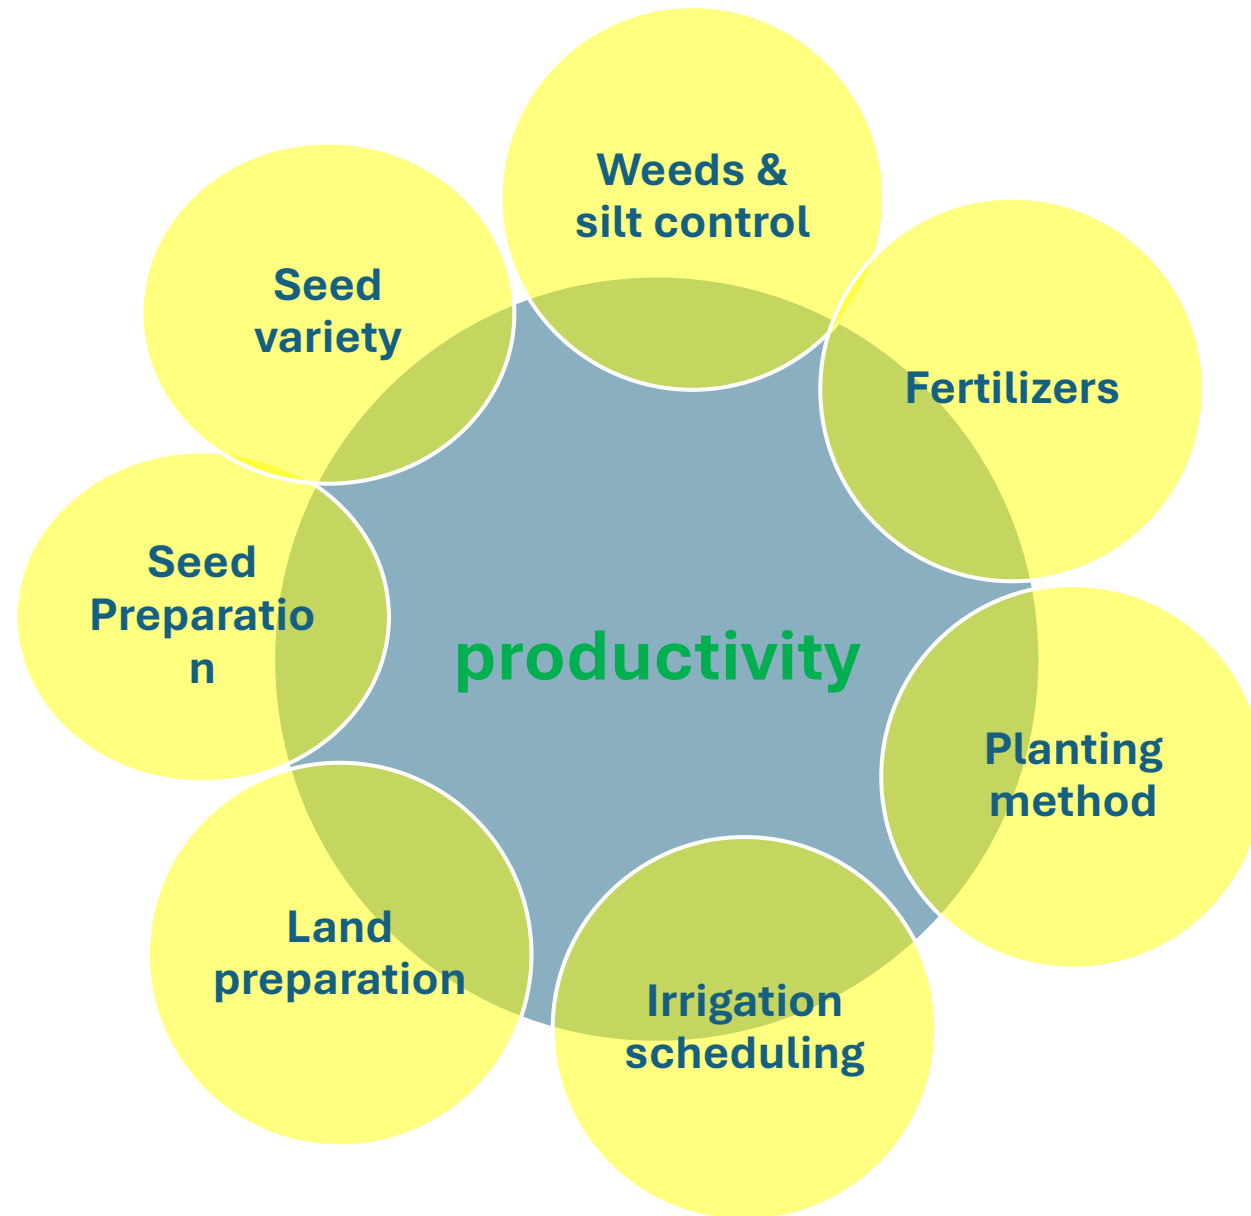 Weeds &
silt control
Fertilizers
Planting
method
Irrigation
scheduling
Land
preparation
Seed
Preparatio
n
Seed
variety
productivity